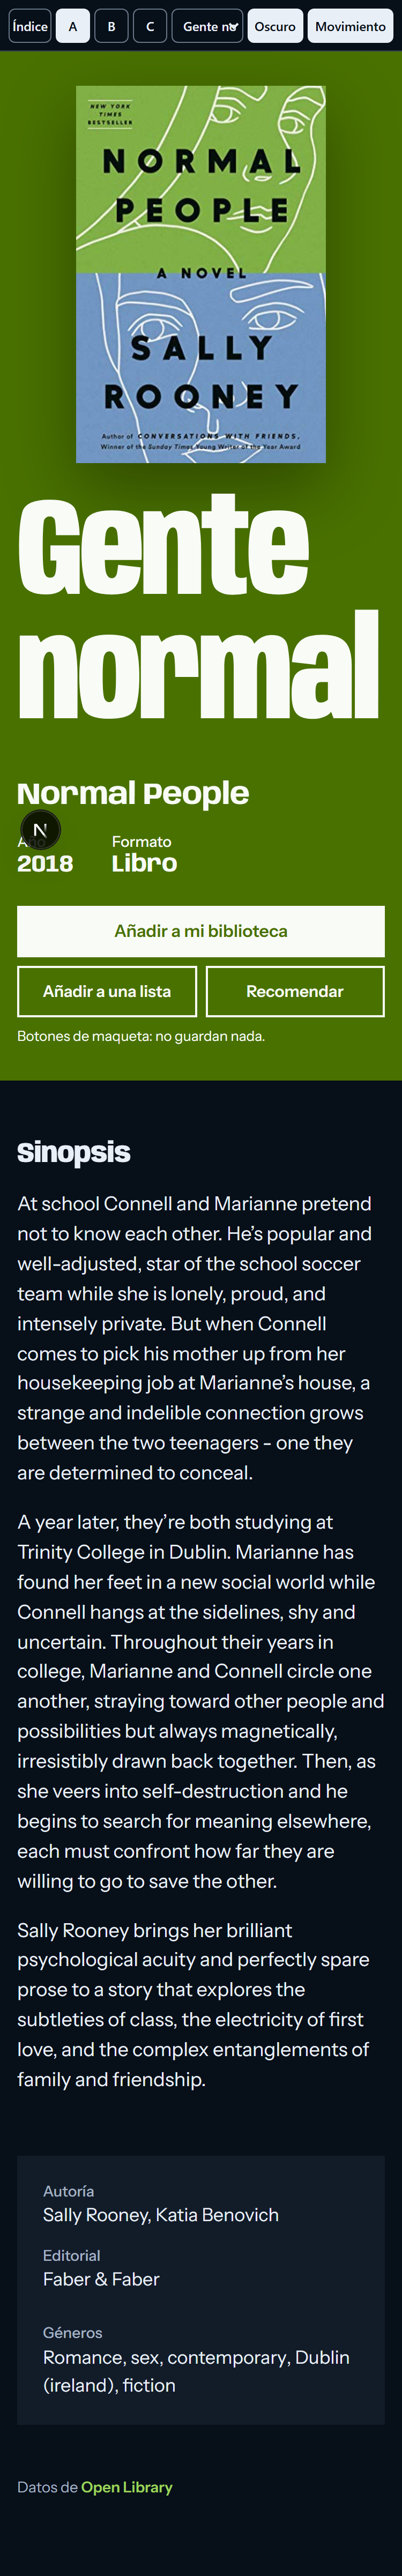 Índice A B C Gente no Oscuro Movimiento
NEW YORK
TIMES
BESTSELLER
NORMAL
PEOPLE
A NOVEL
SALLY
ROONEY
Author of CONVERSATIONS WITH FRIENDS,
Winner of the Sunday Times Young Writer of the Year Award
Gente
normal
Normal People
N
Año Formato
2018 Libro
Añadir a mi biblioteca
Añadir a una lista Recomendar
Botones de maqueta: no guardan nada.
Sinopsis
At school Connell and Marianne pretend
not to know each other. He’s popular and
well-adjusted, star of the school soccer
team while she is lonely, proud, and
intensely private. But when Connell
comes to pick his mother up from her
housekeeping job at Marianne’s house, a
strange and indelible connection grows
between the two teenagers - one they
are determined to conceal.
A year later, they’re both studying at
Trinity College in Dublin. Marianne has
found her feet in a new social world while
Connell hangs at the sidelines, shy and
uncertain. Throughout their years in
college, Marianne and Connell circle one
another, straying toward other people and
possibilities but always magnetically,
irresistibly drawn back together. Then, as
she veers into self-destruction and he
begins to search for meaning elsewhere,
each must confront how far they are
willing to go to save the other.
Sally Rooney brings her brilliant
psychological acuity and perfectly spare
prose to a story that explores the
subtleties of class, the electricity of first
love, and the complex entanglements of
family and friendship.
Autoría
Sally Rooney, Katia Benovich
Editorial
Faber & Faber
Géneros
Romance, sex, contemporary, Dublin
(ireland), fiction
Datos de Open Library